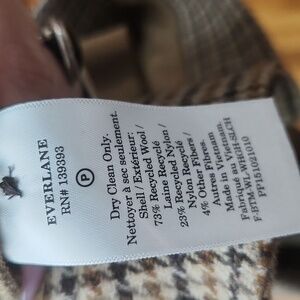 EVERLANE
RN# 139393
P
Dry Clean Only.
Nettoyer à sec seulement.
Shell / Extérieur:
73% Recycled Wool /
Laine Recyclé
23% Recycled Nylon /
Nylon Recyclé
4% Other Fibers /
Autres Fibres.
Made in Vietnam
Fabriqué au Vietnam